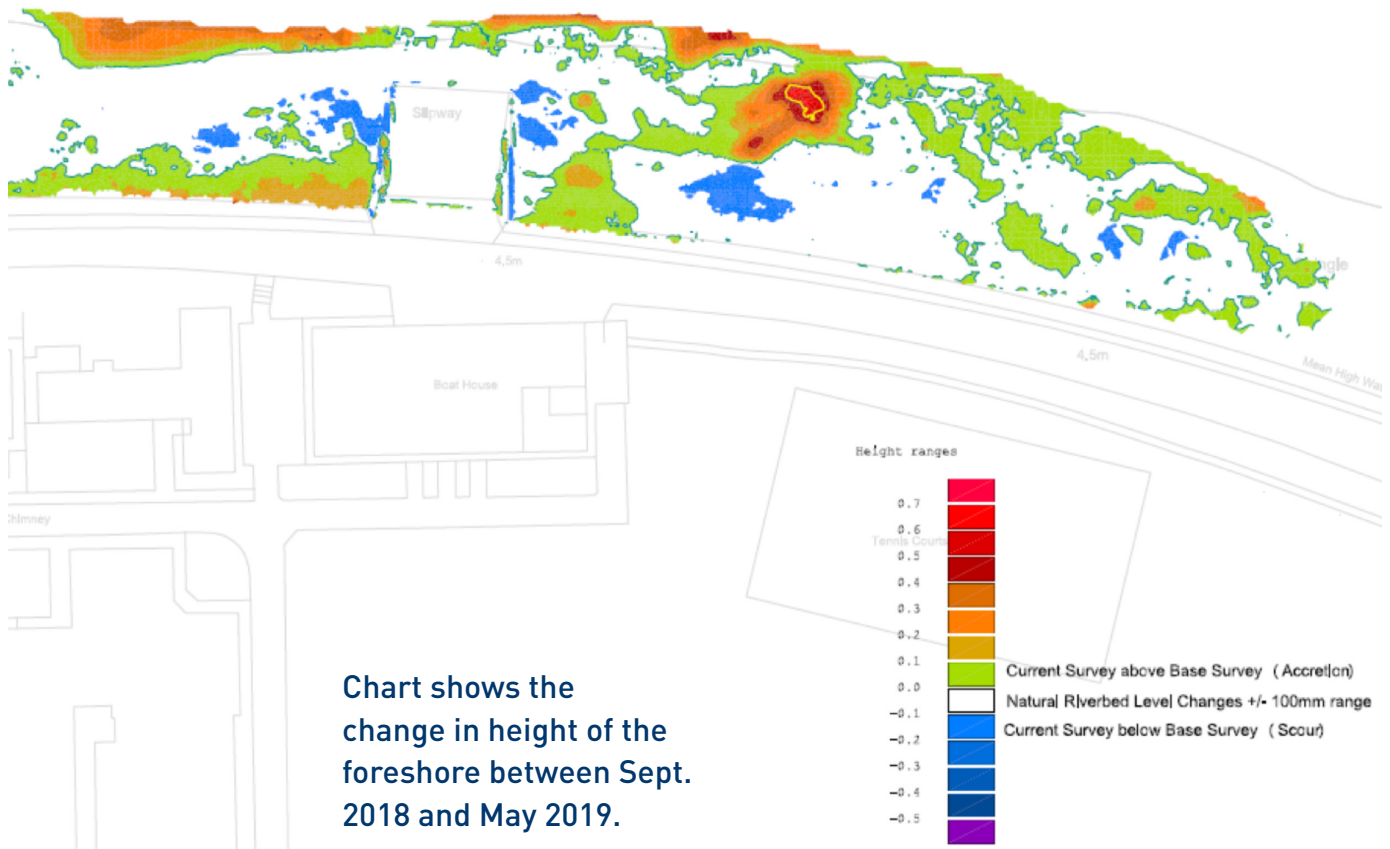 Slipway
4.5m
ngle
Boat House
4.5m
Mean High Wa
Height ranges
0.7
0.6
Chimney
Tennis Courts
0.5
0.4
0.3
0.2
0.1
Current Survey above Base Survey ( Accretion)
0.0
Natural Riverbed Level Changes +/- 100mm range
-0.1
Current Survey below Base Survey ( Scour)
-0.2
-0.3
-0.4
-0.5
Chart shows the
change in height of the
foreshore between Sept.
2018 and May 2019.